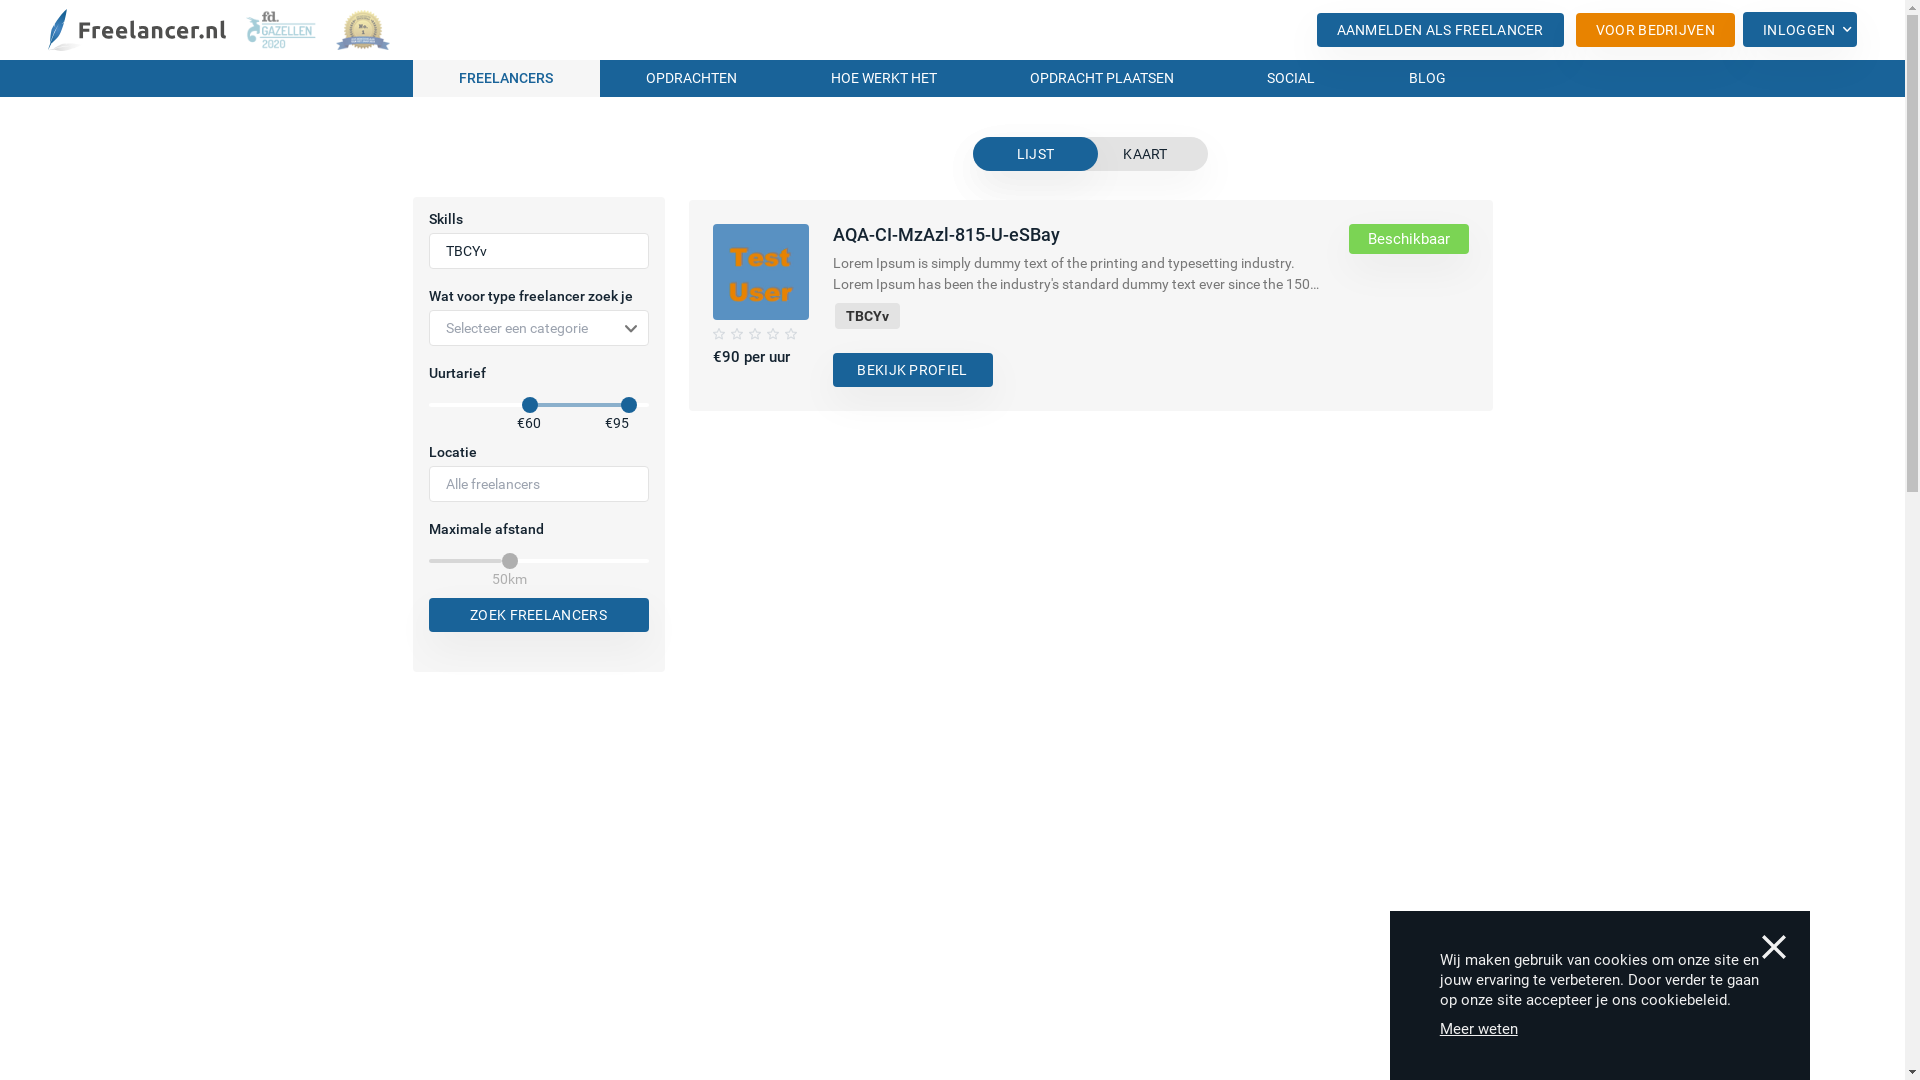 Freelancer.nl
fd.
GAZELLEN
2020
AANMELDEN ALS FREELANCER
VOOR BEDRIJVEN
INLOGGEN
FREELANCERS
OPDRACHTEN
HOE WERKT HET
OPDRACHT PLAATSEN
SOCIAL
BLOG
LIJST
KAART
Skills
TBCYv
Wat voor type freelancer zoek je
Selecteer een categorie
Uurtarief
€60
€95
Locatie
Alle freelancers
Maximale afstand
50km
ZOEK FREELANCERS
Test
User
€90 per uur
AQA-CI-MzAzl-815-U-eSBay
Lorem Ipsum is simply dummy text of the printing and typesetting industry.
Lorem Ipsum has been the industry's standard dummy text ever since the 150...
TBCYv
BEKIJK PROFIEL
Beschikbaar
Wij maken gebruik van cookies om onze site en
jouw ervaring te verbeteren. Door verder te gaan
op onze site accepteer je ons cookiebeleid.
Meer weten